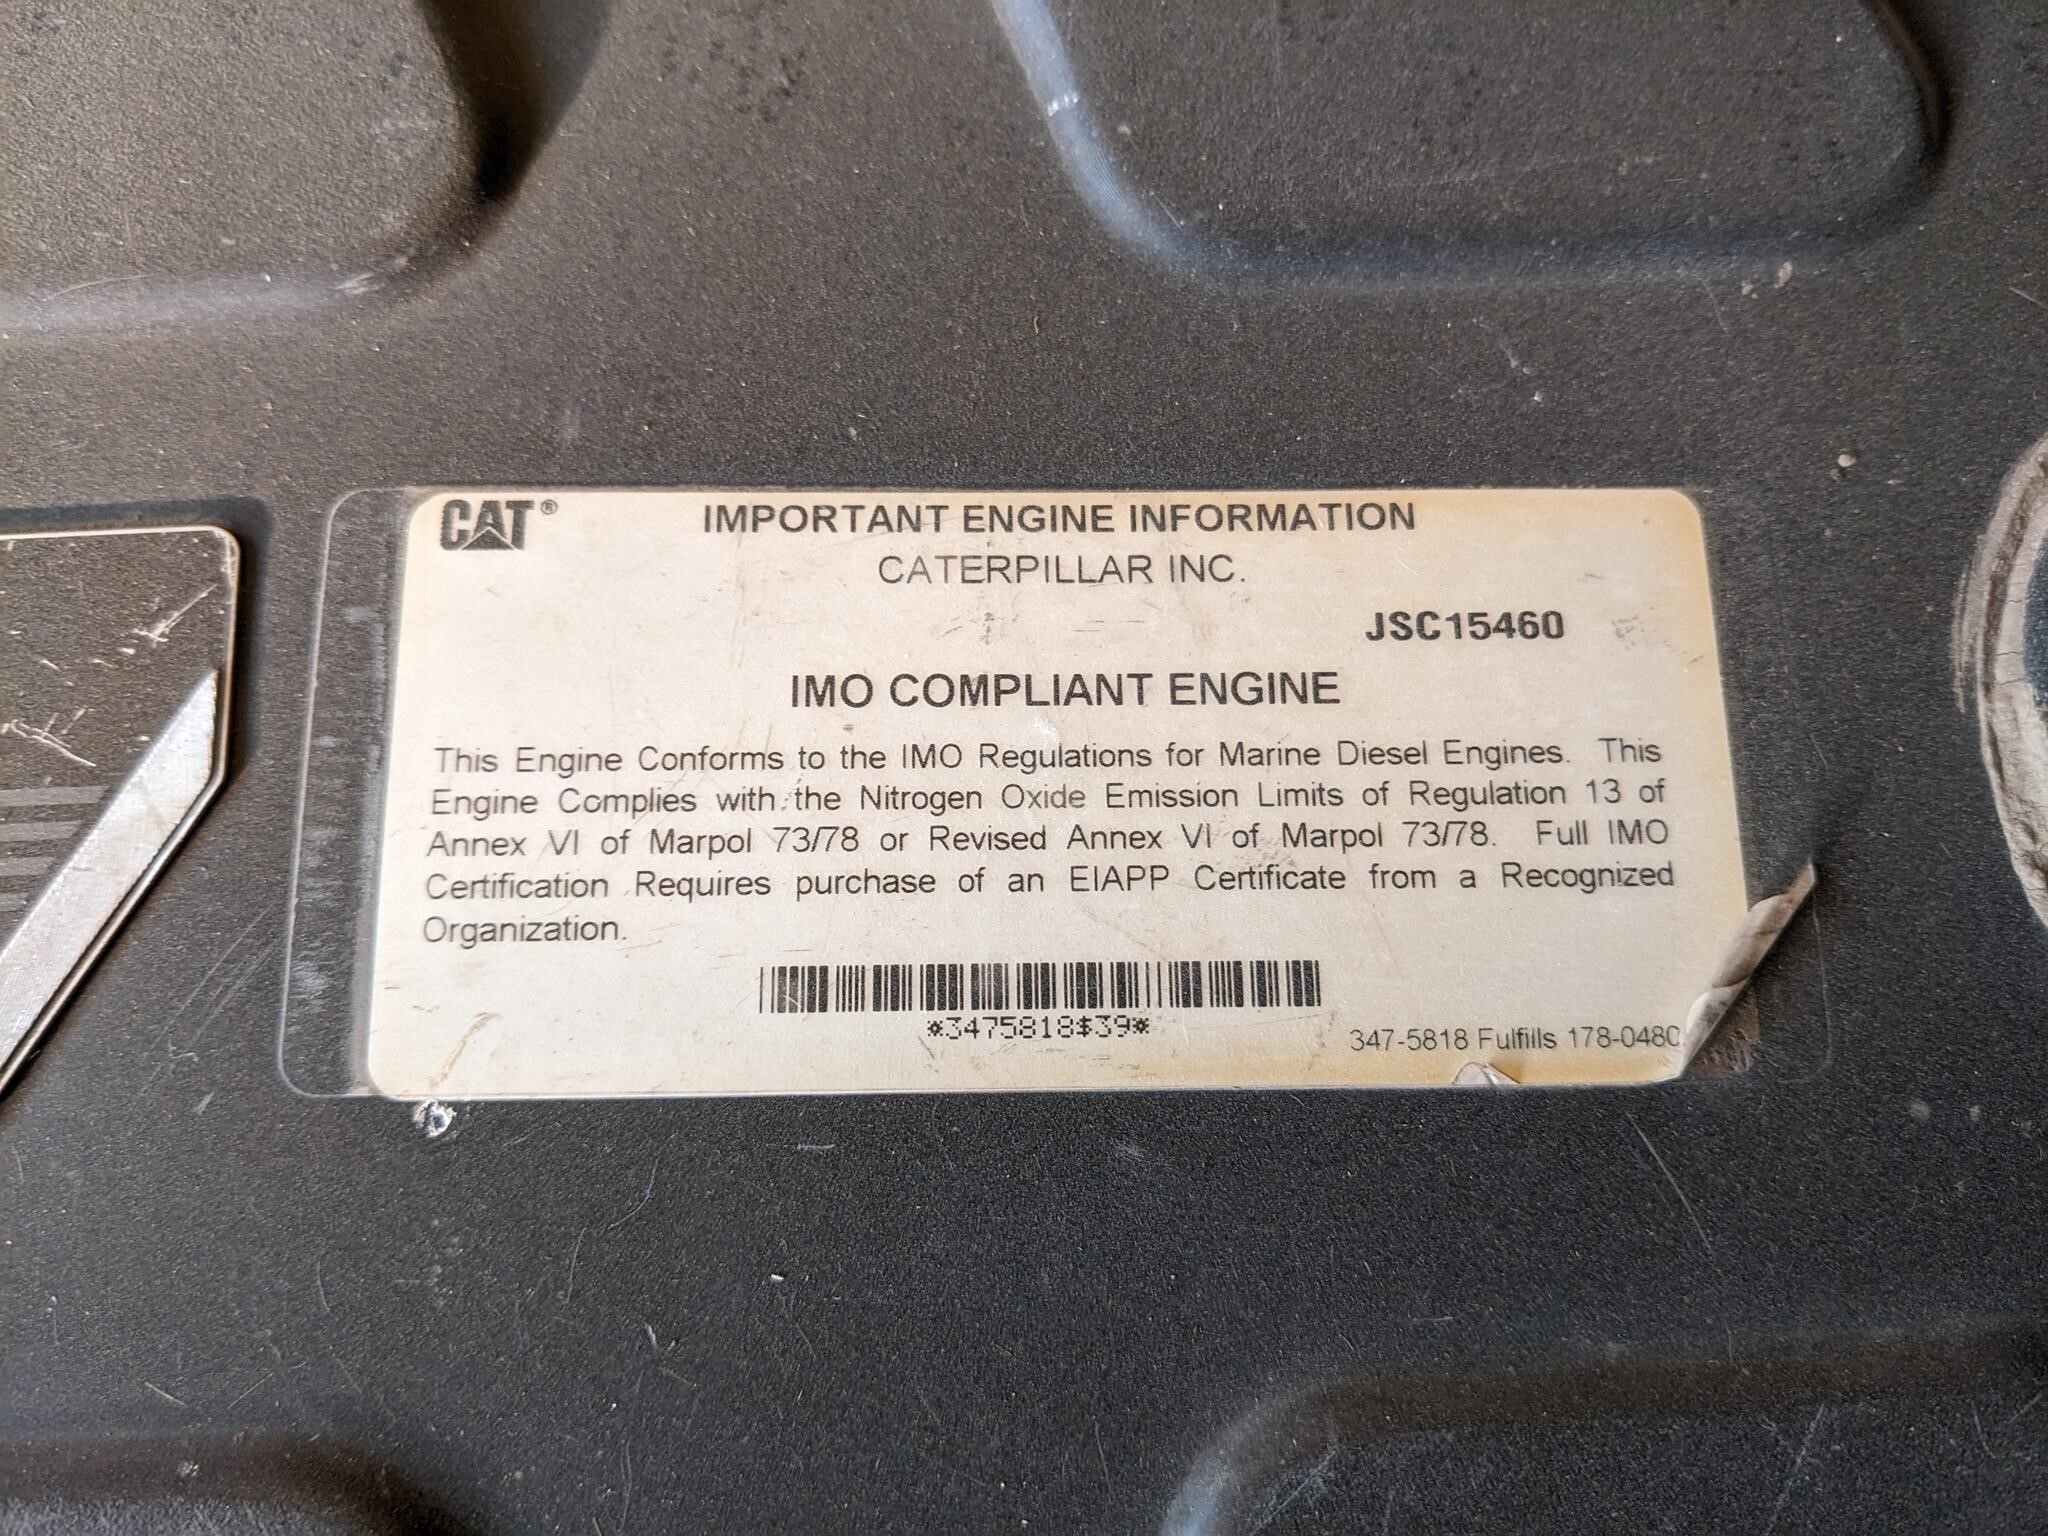 CAT® IMPORTANT ENGINE INFORMATION
CATERPILLAR INC.
JSC15460
IMO COMPLIANT ENGINE
This Engine Conforms to the IMO Regulations for Marine Diesel Engines. This
Engine Complies with the Nitrogen Oxide Emission Limits of Regulation 13 of
Annex VI of Marpol 73/78 or Revised Annex VI of Marpol 73/78. Full IMO
Certification Requires purchase of an EIAPP Certificate from a Recognized
Organization.
*3475818$39*
347-5818 Fulfills 178-0480